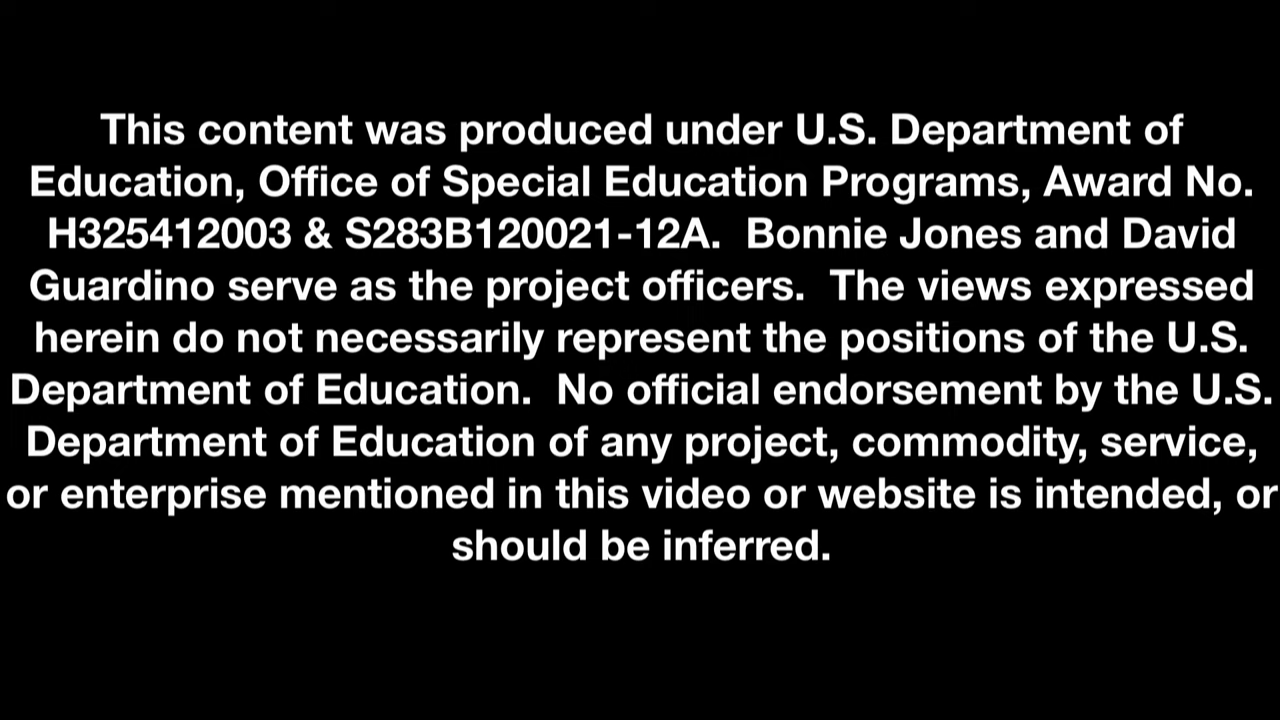 This content was produced under U.S. Department of
Education, Office of Special Education Programs, Award No.
H325412003 & S283B120021-12A.  Bonnie Jones and David
Guardino serve as the project officers.  The views expressed
herein do not necessarily represent the positions of the U.S.
Department of Education.  No official endorsement by the U.S.
Department of Education of any project, commodity, service,
or enterprise mentioned in this video or website is intended, or
should be inferred.